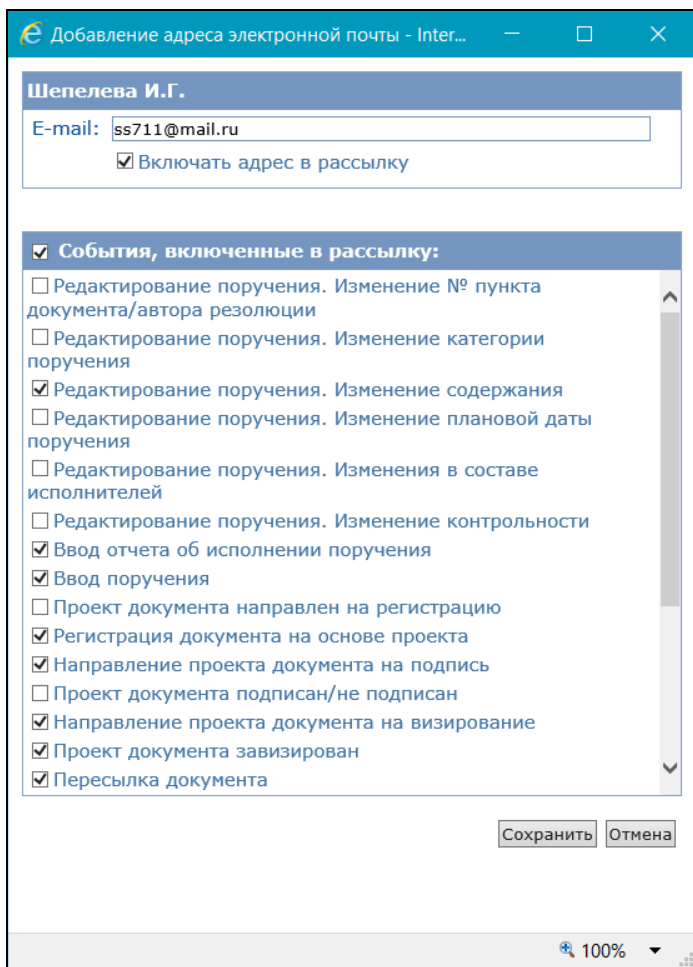 Добавление адреса электронной почты - Inter...
Шепелева И.Г.
E-mail: ss711@mail.ru
Включать адрес в рассылку
События, включенные в рассылку:
Редактирование поручения. Изменение № пункта
документа/автора резолюции
Редактирование поручения. Изменение категории
поручения
Редактирование поручения. Изменение содержания
Редактирование поручения. Изменение плановой даты
поручения
Редактирование поручения. Изменения в составе
исполнителей
Редактирование поручения. Изменение контрольности
Ввод отчета об исполнении поручения
Ввод поручения
Проект документа направлен на регистрацию
Регистрация документа на основе проекта
Направление проекта документа на подпись
Проект документа подписан/не подписан
Направление проекта документа на визирование
Проект документа завизирован
Пересылка документа
Сохранить Отмена
100%